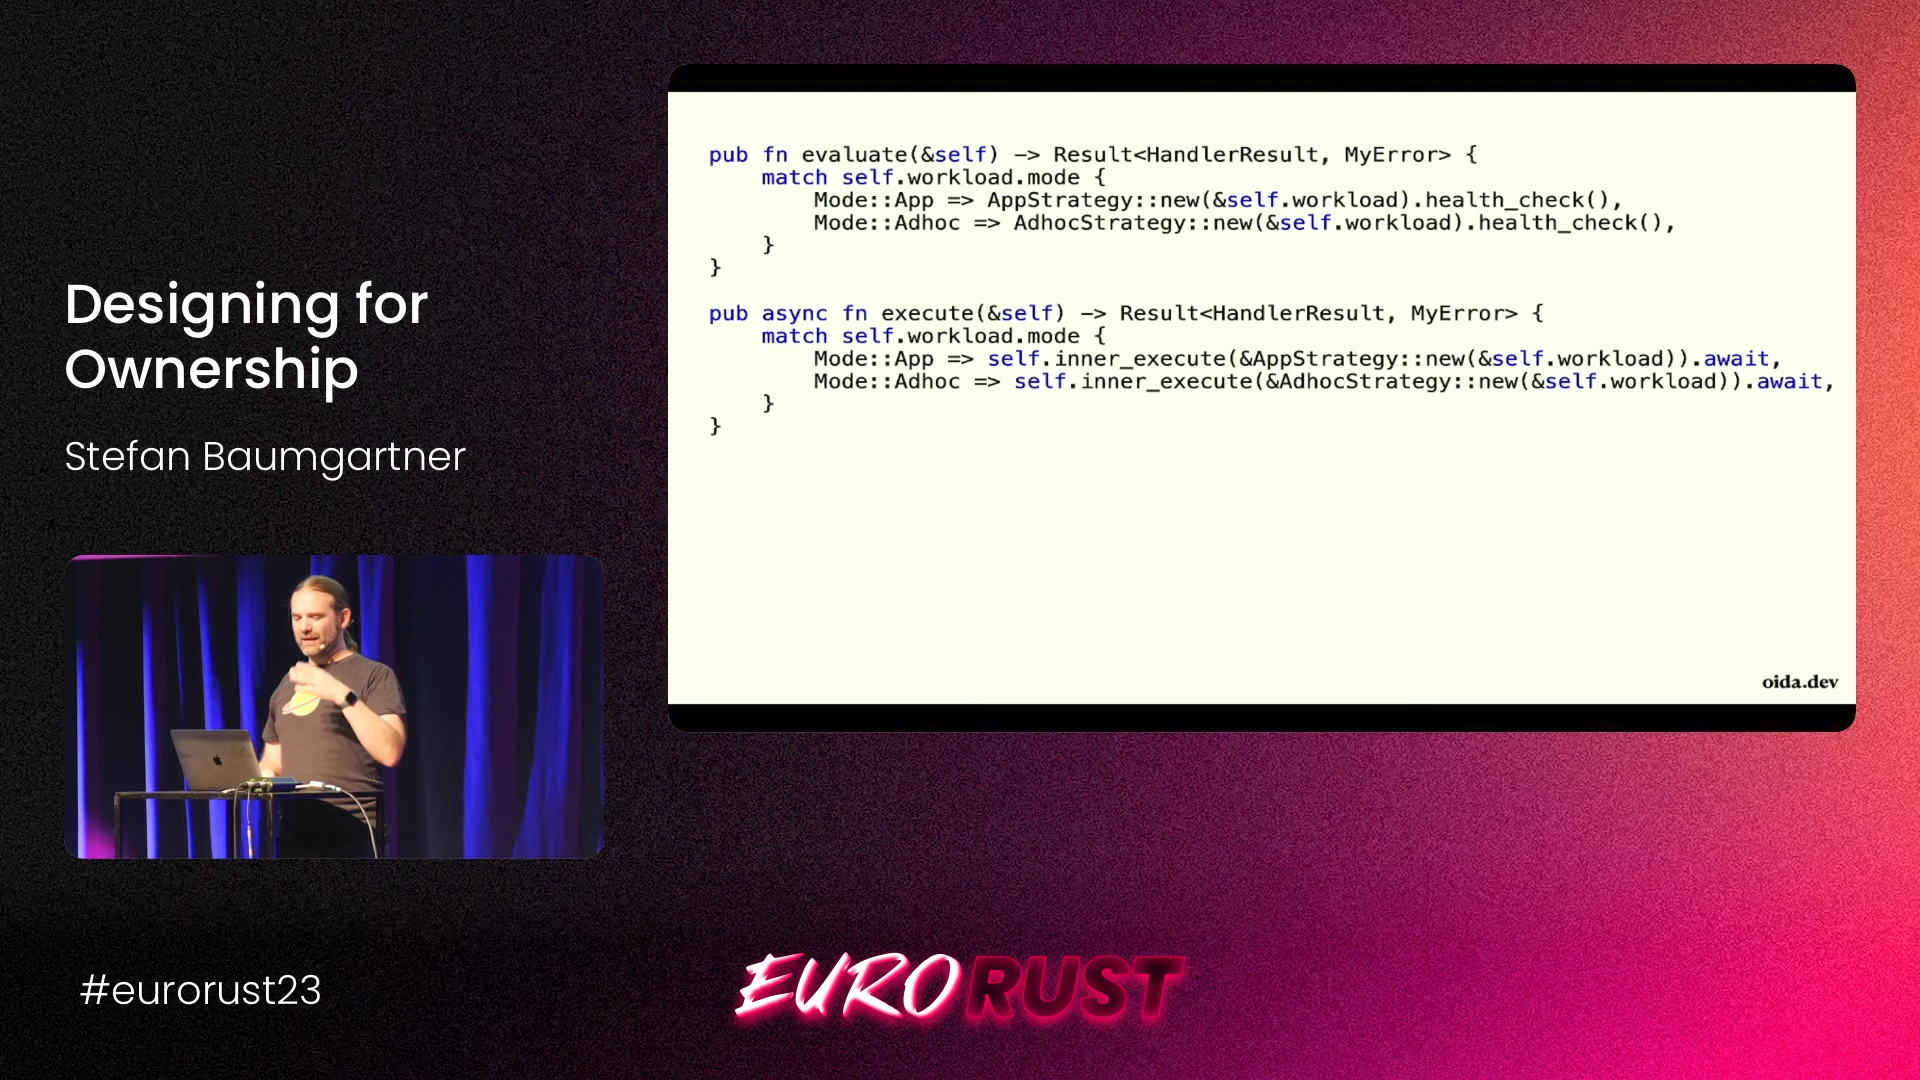 Designing for
Ownership
Stefan Baumgartner
pub fn evaluate(&self) -> Result<HandlerResult, MyError> {
    match self.workload.mode {
        Mode::App => AppStrategy::new(&self.workload).health_check(),
        Mode::Adhoc => AdhocStrategy::new(&self.workload).health_check(),
    }
}
pub async fn execute(&self) -> Result<HandlerResult, MyError> {
    match self.workload.mode {
        Mode::App => self.inner_execute(&AppStrategy::new(&self.workload)).await,
        Mode::Adhoc => self.inner_execute(&AdhocStrategy::new(&self.workload)).await,
    }
}
oida.dev
#eurorust23
EURORUST